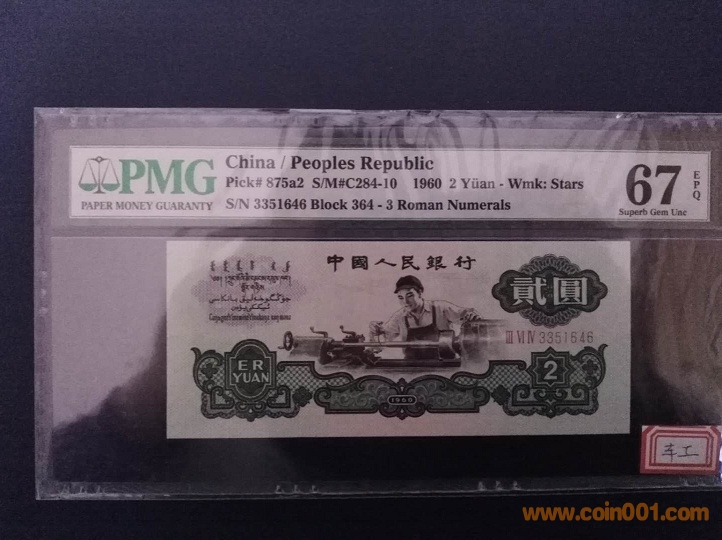 PMG
PAPER MONEY GUARANTY
China / Peoples Republic
Pick# 875a2 S/M#C284-10 1960 2 Yüan - Wmk: Stars
S/N 3351646 Block 364 - 3 Roman Numerals
67
EPQ
Superb Gem Unc
中國人民銀行
貳圓
III VI IV 3351646
ER
YUAN
2
1960
车工
www.coin001.com